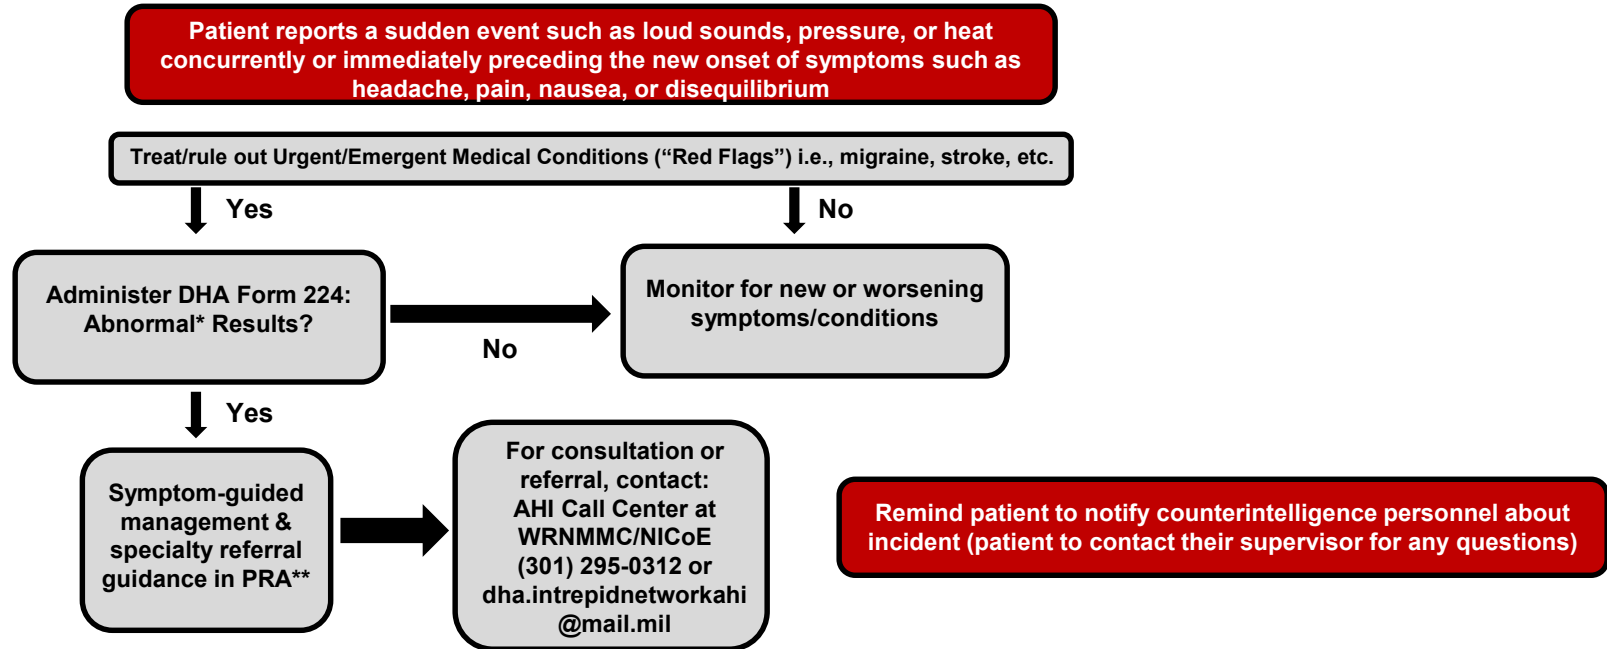 Patient reports a sudden event such as loud sounds, pressure, or heat
concurrently or immediately preceding the new onset of symptoms such as
headache, pain, nausea, or disequilibrium
Treat/rule out Urgent/Emergent Medical Conditions (“Red Flags”) i.e., migraine, stroke, etc.
Yes
No
Administer DHA Form 224:
Abnormal* Results?
No
Monitor for new or worsening
symptoms/conditions
Yes
Symptom-guided
management &
specialty referral
guidance in PRA**
For consultation or
referral, contact:
AHI Call Center at
WRNMMC/NICoE
(301) 295-0312 or
dha.intrepidnetworkahi
@mail.mil
Remind patient to notify counterintelligence personnel about
incident (patient to contact their supervisor for any questions)